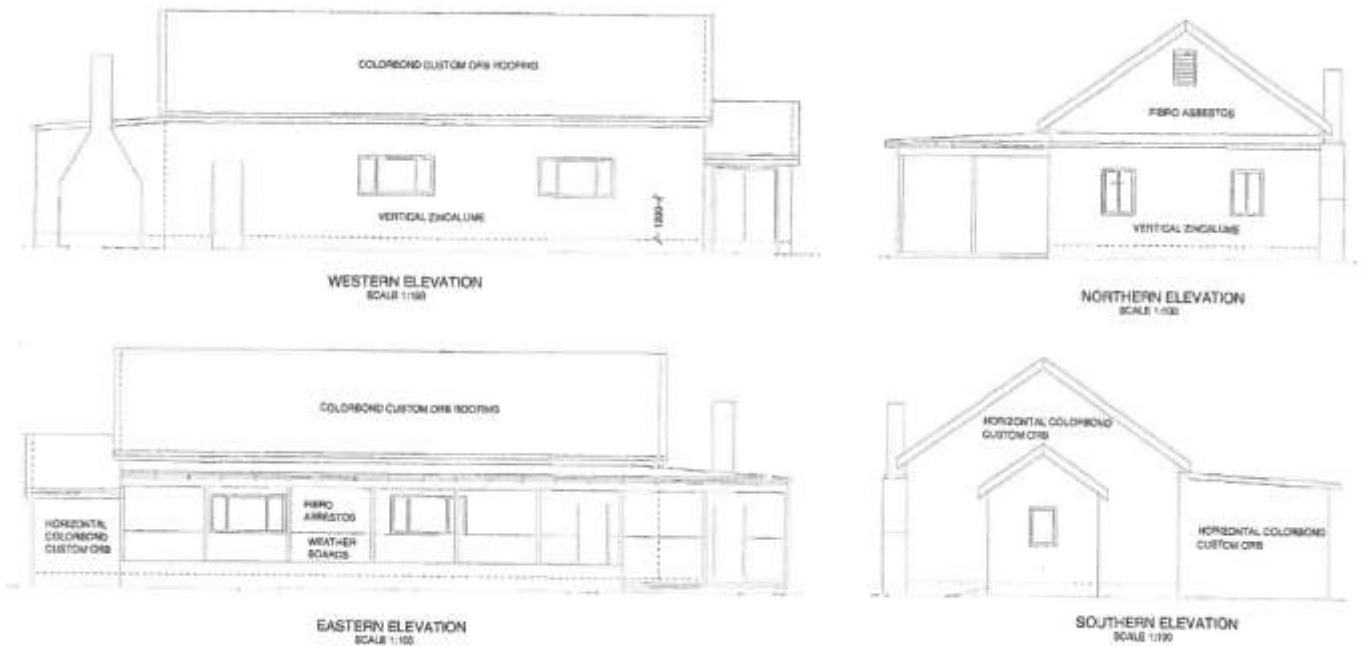 COLORBOND CUSTOM ORB ROOFING
VERTICAL ZINCALUME
WESTERN ELEVATION
SCALE 1:100
FIBRO ASBESTOS
VERTICAL ZINCALUME
NORTHERN ELEVATION
SCALE 1:100
COLORBOND CUSTOM ORB ROOFING
HORIZONTAL
COLORBOND
CUSTOM ORB
FIBRO
ASBESTOS
WEATHER
BOARDS
EASTERN ELEVATION
SCALE 1:100
HORIZONTAL COLORBOND
CUSTOM ORB
HORIZONTAL COLORBOND
CUSTOM ORB
SOUTHERN ELEVATION
SCALE 1:100